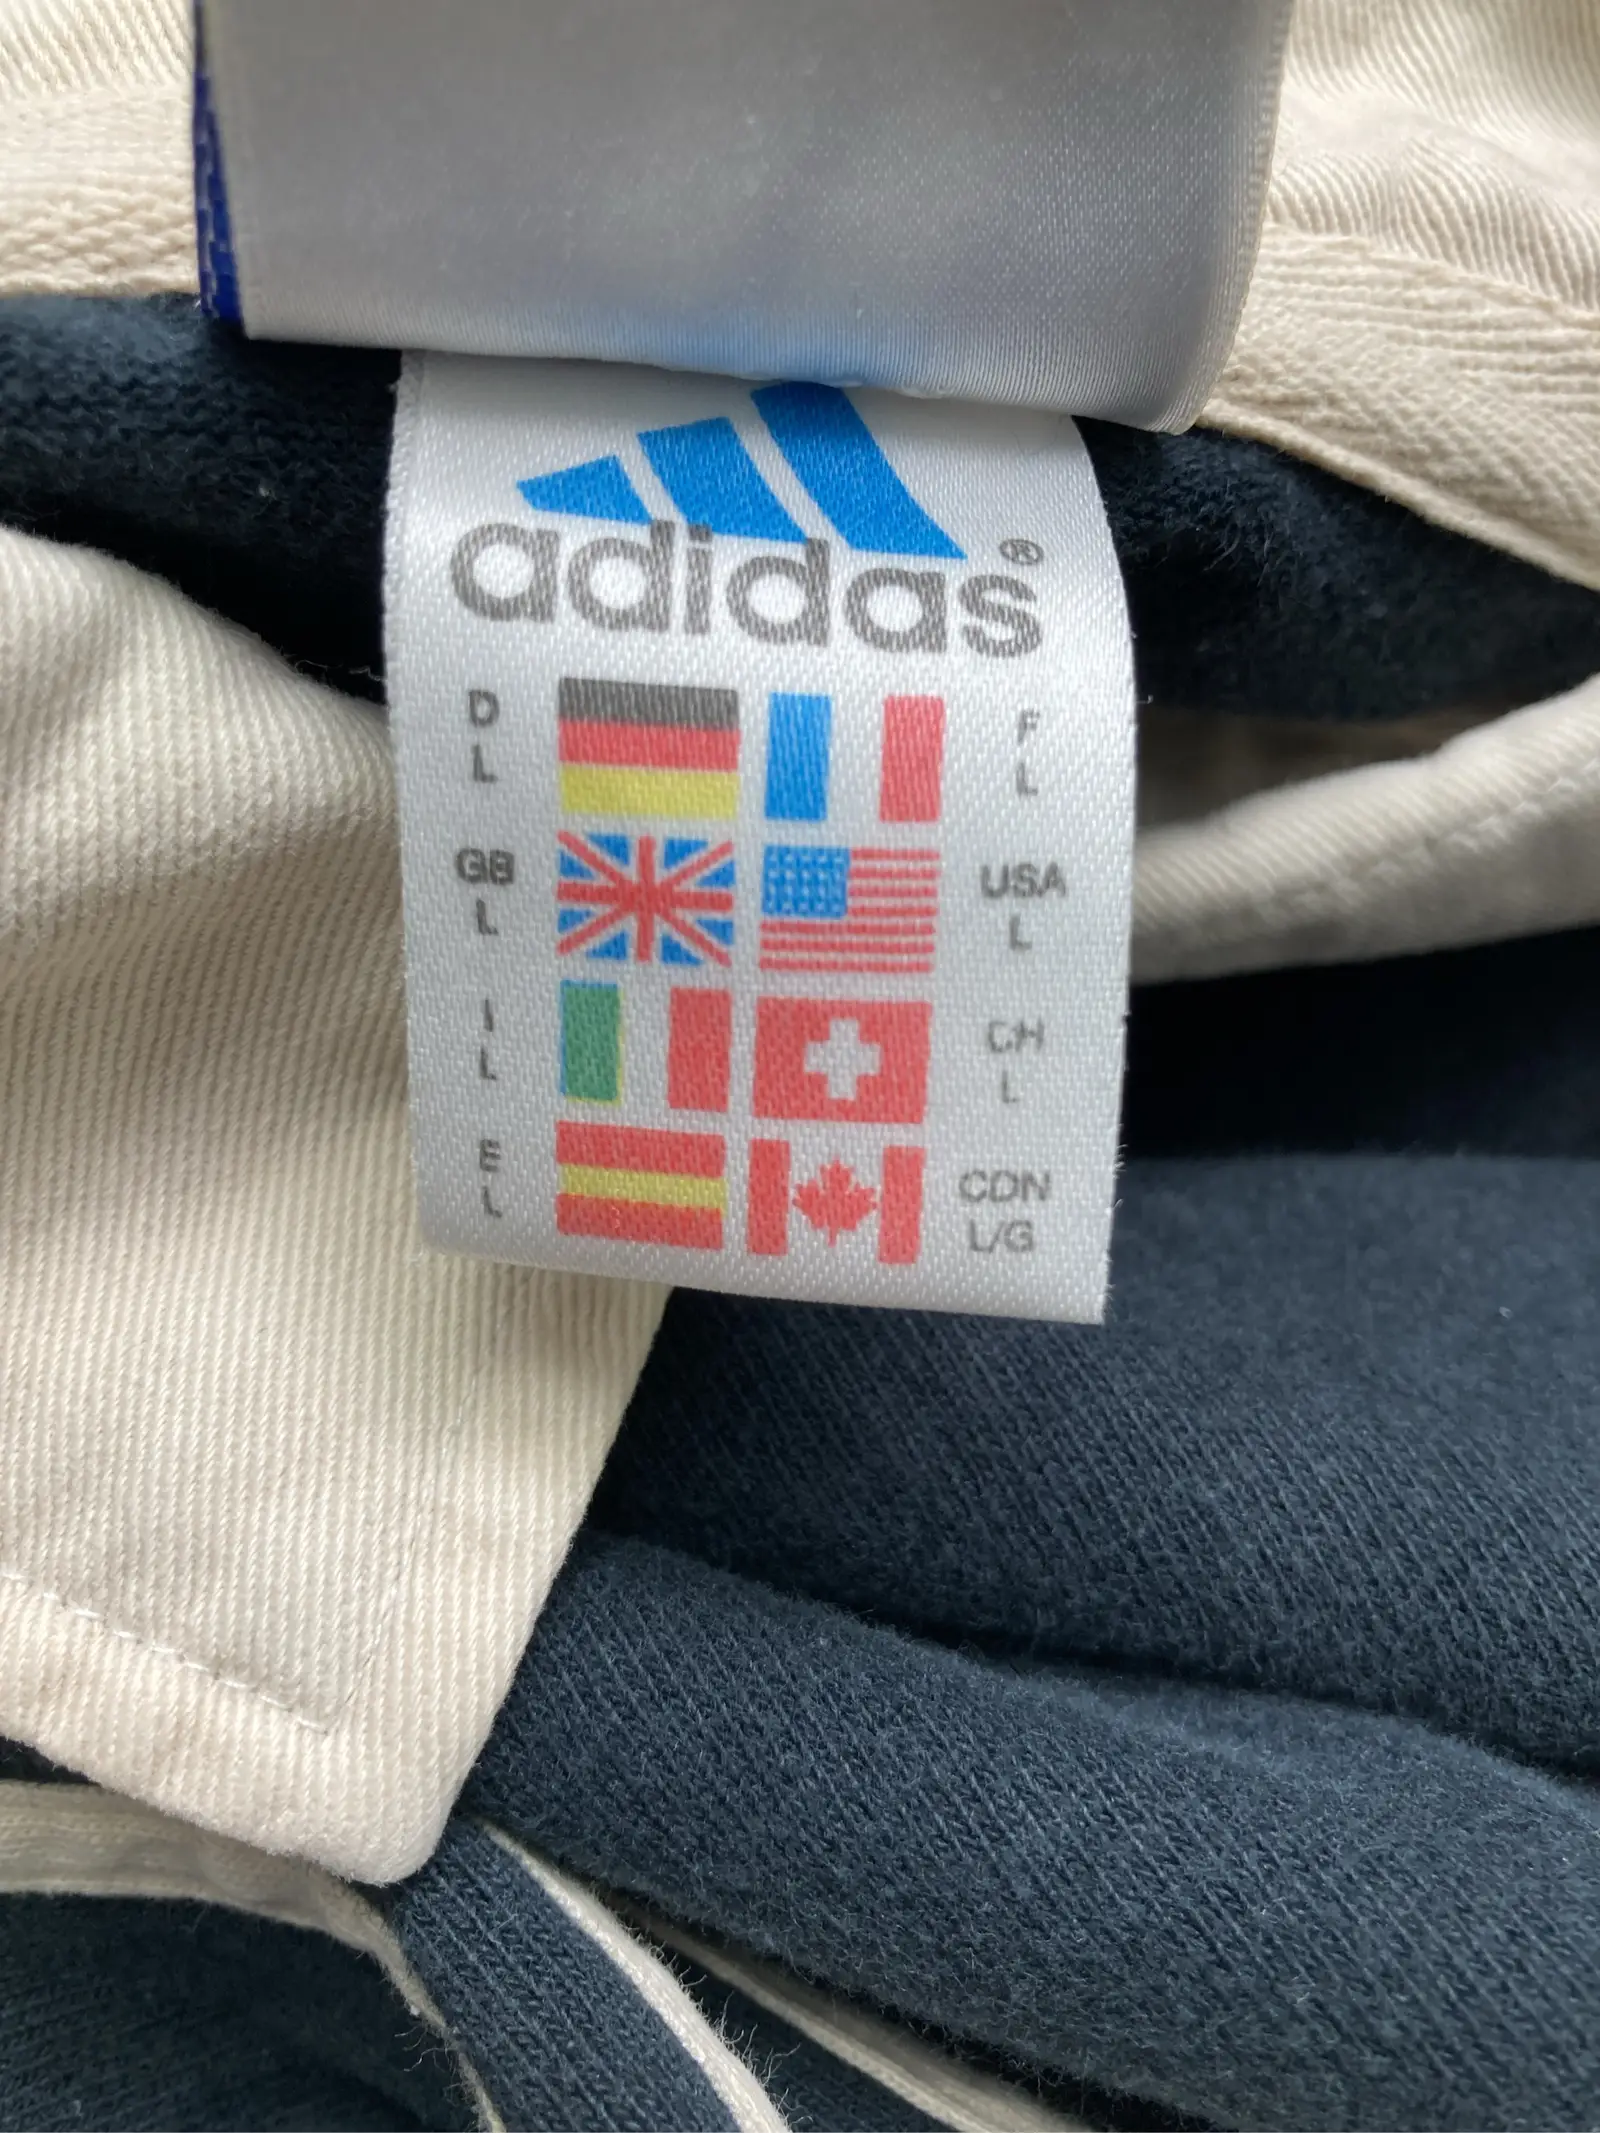 adidas®
D F
L L
GB USA
L L
I CH
L L
E CDN
L L/G